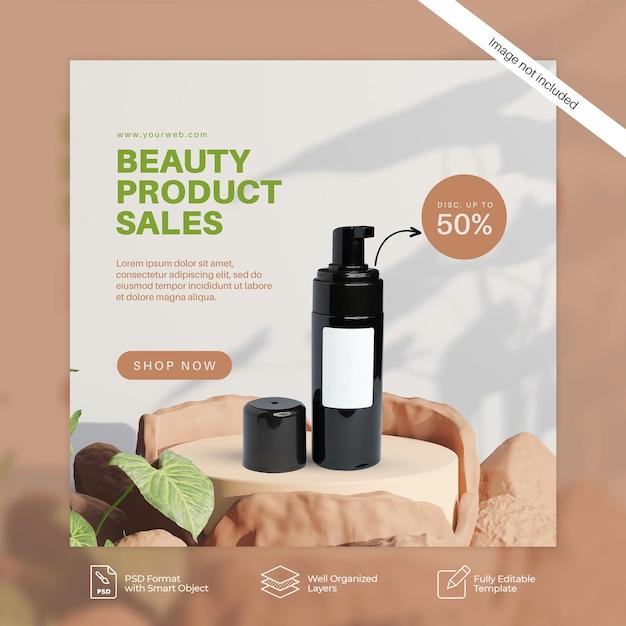 Image not included
www.yourweb.com
BEAUTY
PRODUCT
SALES
DISC. UP TO
50%
Lorem ipsum dolor sit amet,
consectetur adipiscing elit, sed do
eiusmod tempor incididunt ut labore et
dolore magna aliqua.
SHOP NOW
PSD
PSD Format
with Smart Object
Well Organized
Layers
Fully Editable
Template